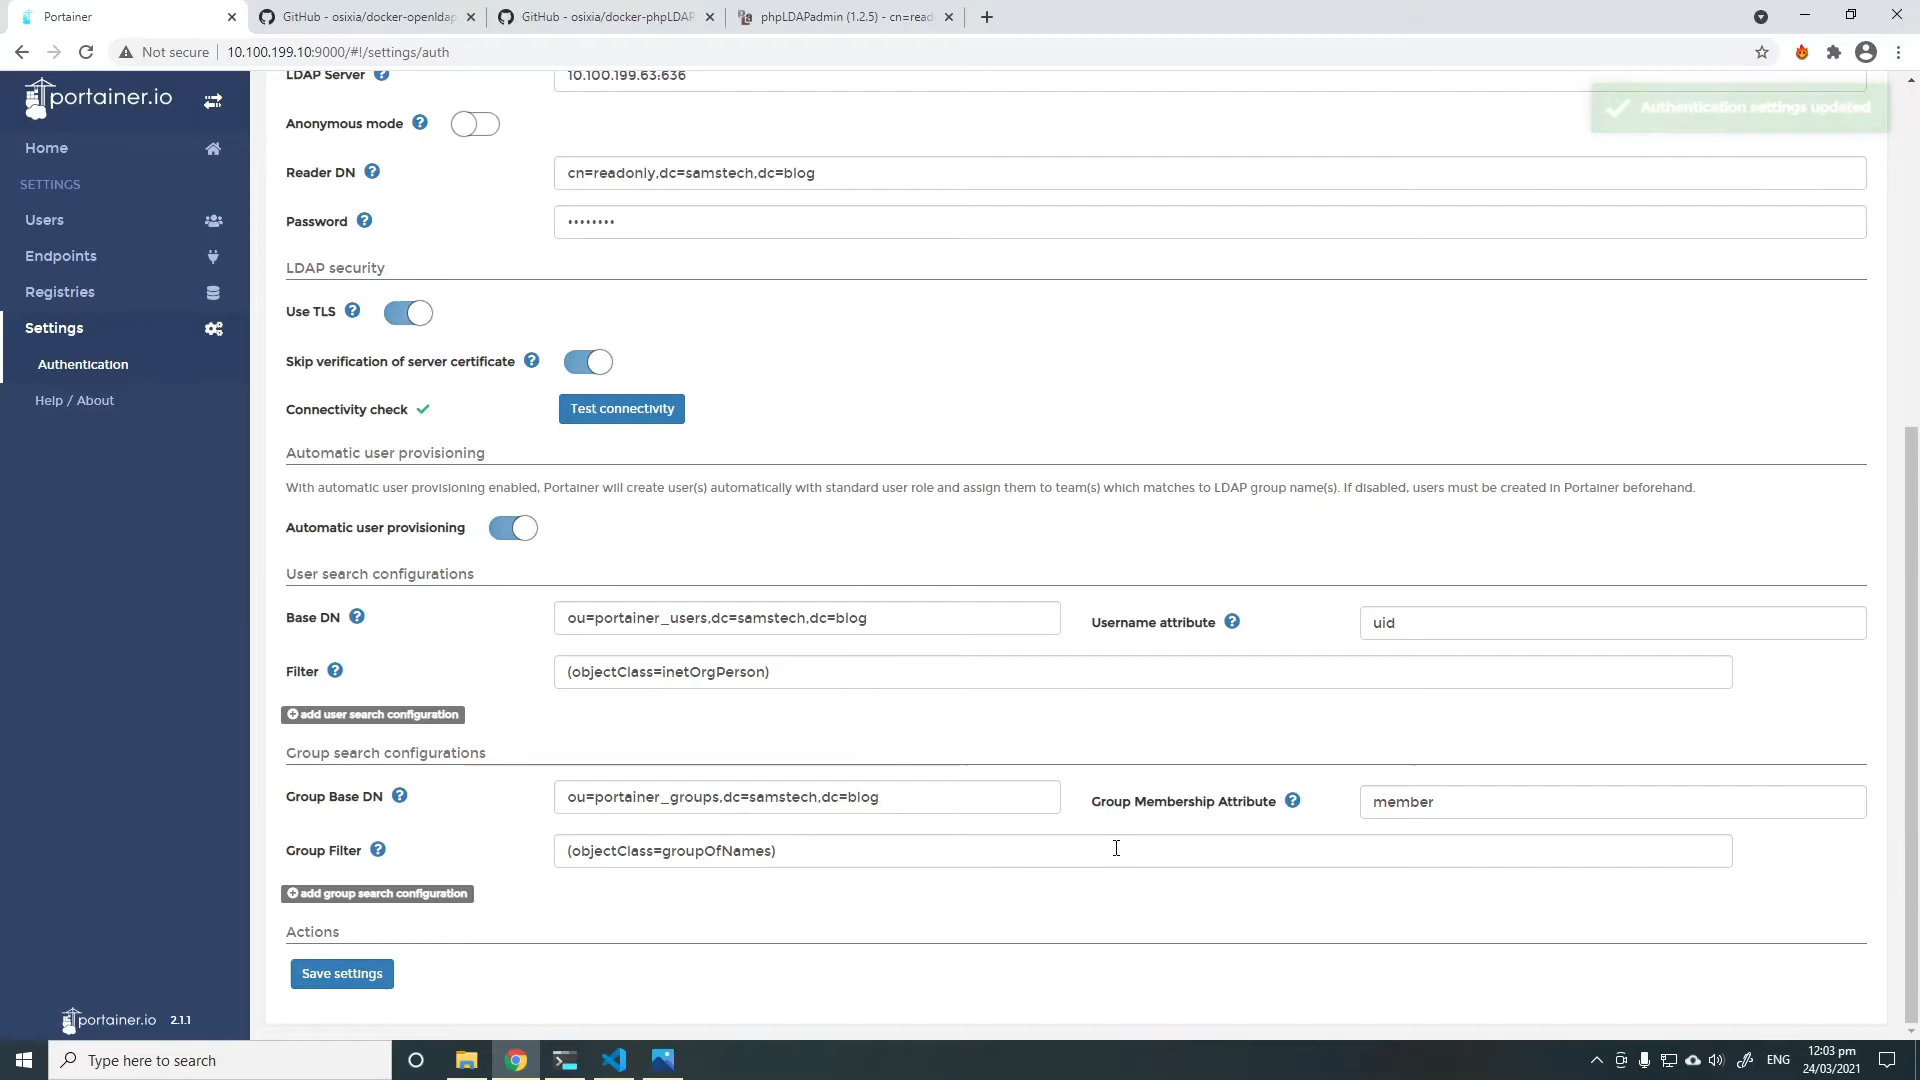 Portainer
GitHub - osixia/docker-openldap
GitHub - osixia/docker-phpLDAP
phpLDAPadmin (1.2.5) - cn=read
Not secure
10.100.199.10:9000/#!/settings/auth
portainer.io
Home
SETTINGS
Users
Endpoints
Registries
Settings
Authentication
Help / About
portainer.io 2.1.1
LDAP Server
10.100.199.63:636
Authentication settings updated
Anonymous mode
Reader DN
cn=readonly,dc=samstech,dc=blog
Password
••••••••
LDAP security
Use TLS
Skip verification of server certificate
Connectivity check
Test connectivity
Automatic user provisioning
With automatic user provisioning enabled, Portainer will create user(s) automatically with standard user role and assign them to team(s) which matches to LDAP group name(s). If disabled, users must be created in Portainer beforehand.
Automatic user provisioning
User search configurations
Base DN
ou=portainer_users,dc=samstech,dc=blog
Username attribute
uid
Filter
(objectClass=inetOrgPerson)
add user search configuration
Group search configurations
Group Base DN
ou=portainer_groups,dc=samstech,dc=blog
Group Membership Attribute
member
Group Filter
(objectClass=groupOfNames)
add group search configuration
Actions
Save settings
Type here to search
ENG
12:03 pm
24/03/2021